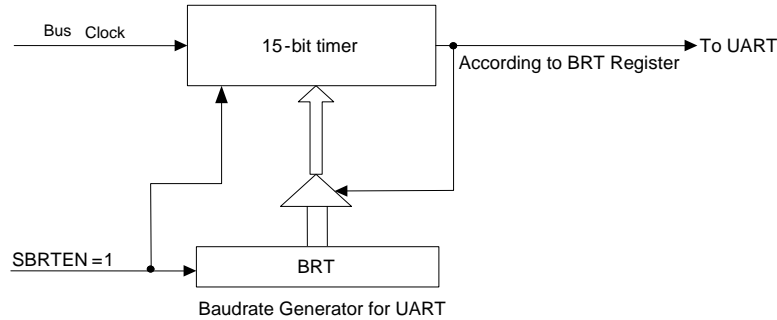 Bus Clock
15-bit timer
To UART
According to BRT Register
SBRTEN =1
BRT
Baudrate Generator for UART